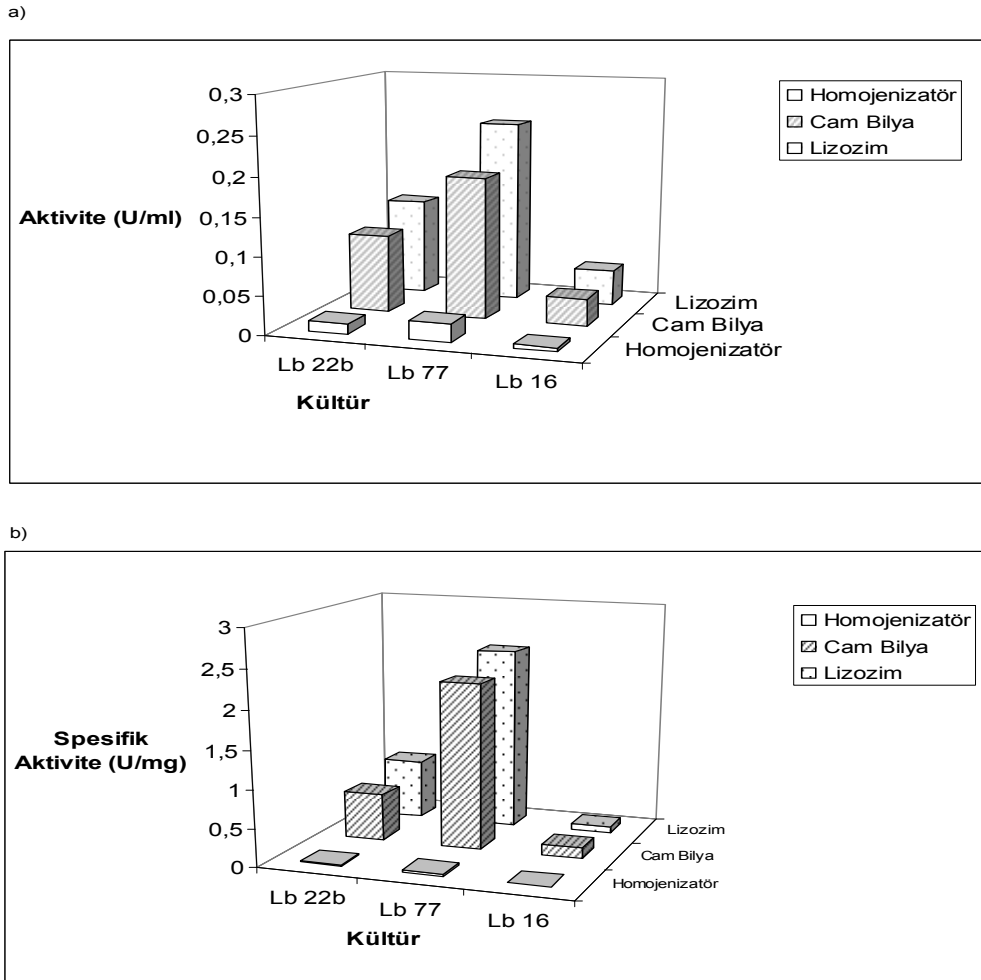 a)
0,3
0,25
0,2
0,15
0,1
0,05
0
Aktivite (U/ml)
Lb 22b
Lb 77
Lb 16
Kültür
Lizozim
Cam Bilya
Homojenizatör
Homojenizatör
Cam Bilya
Lizozim
b)
3
2,5
2
1,5
1
0,5
0
Spesifik
Aktivite (U/mg)
Lb 22b
Lb 77
Lb 16
Kültür
Lizozim
Cam Bilya
Homojenizatör
Homojenizatör
Cam Bilya
Lizozim